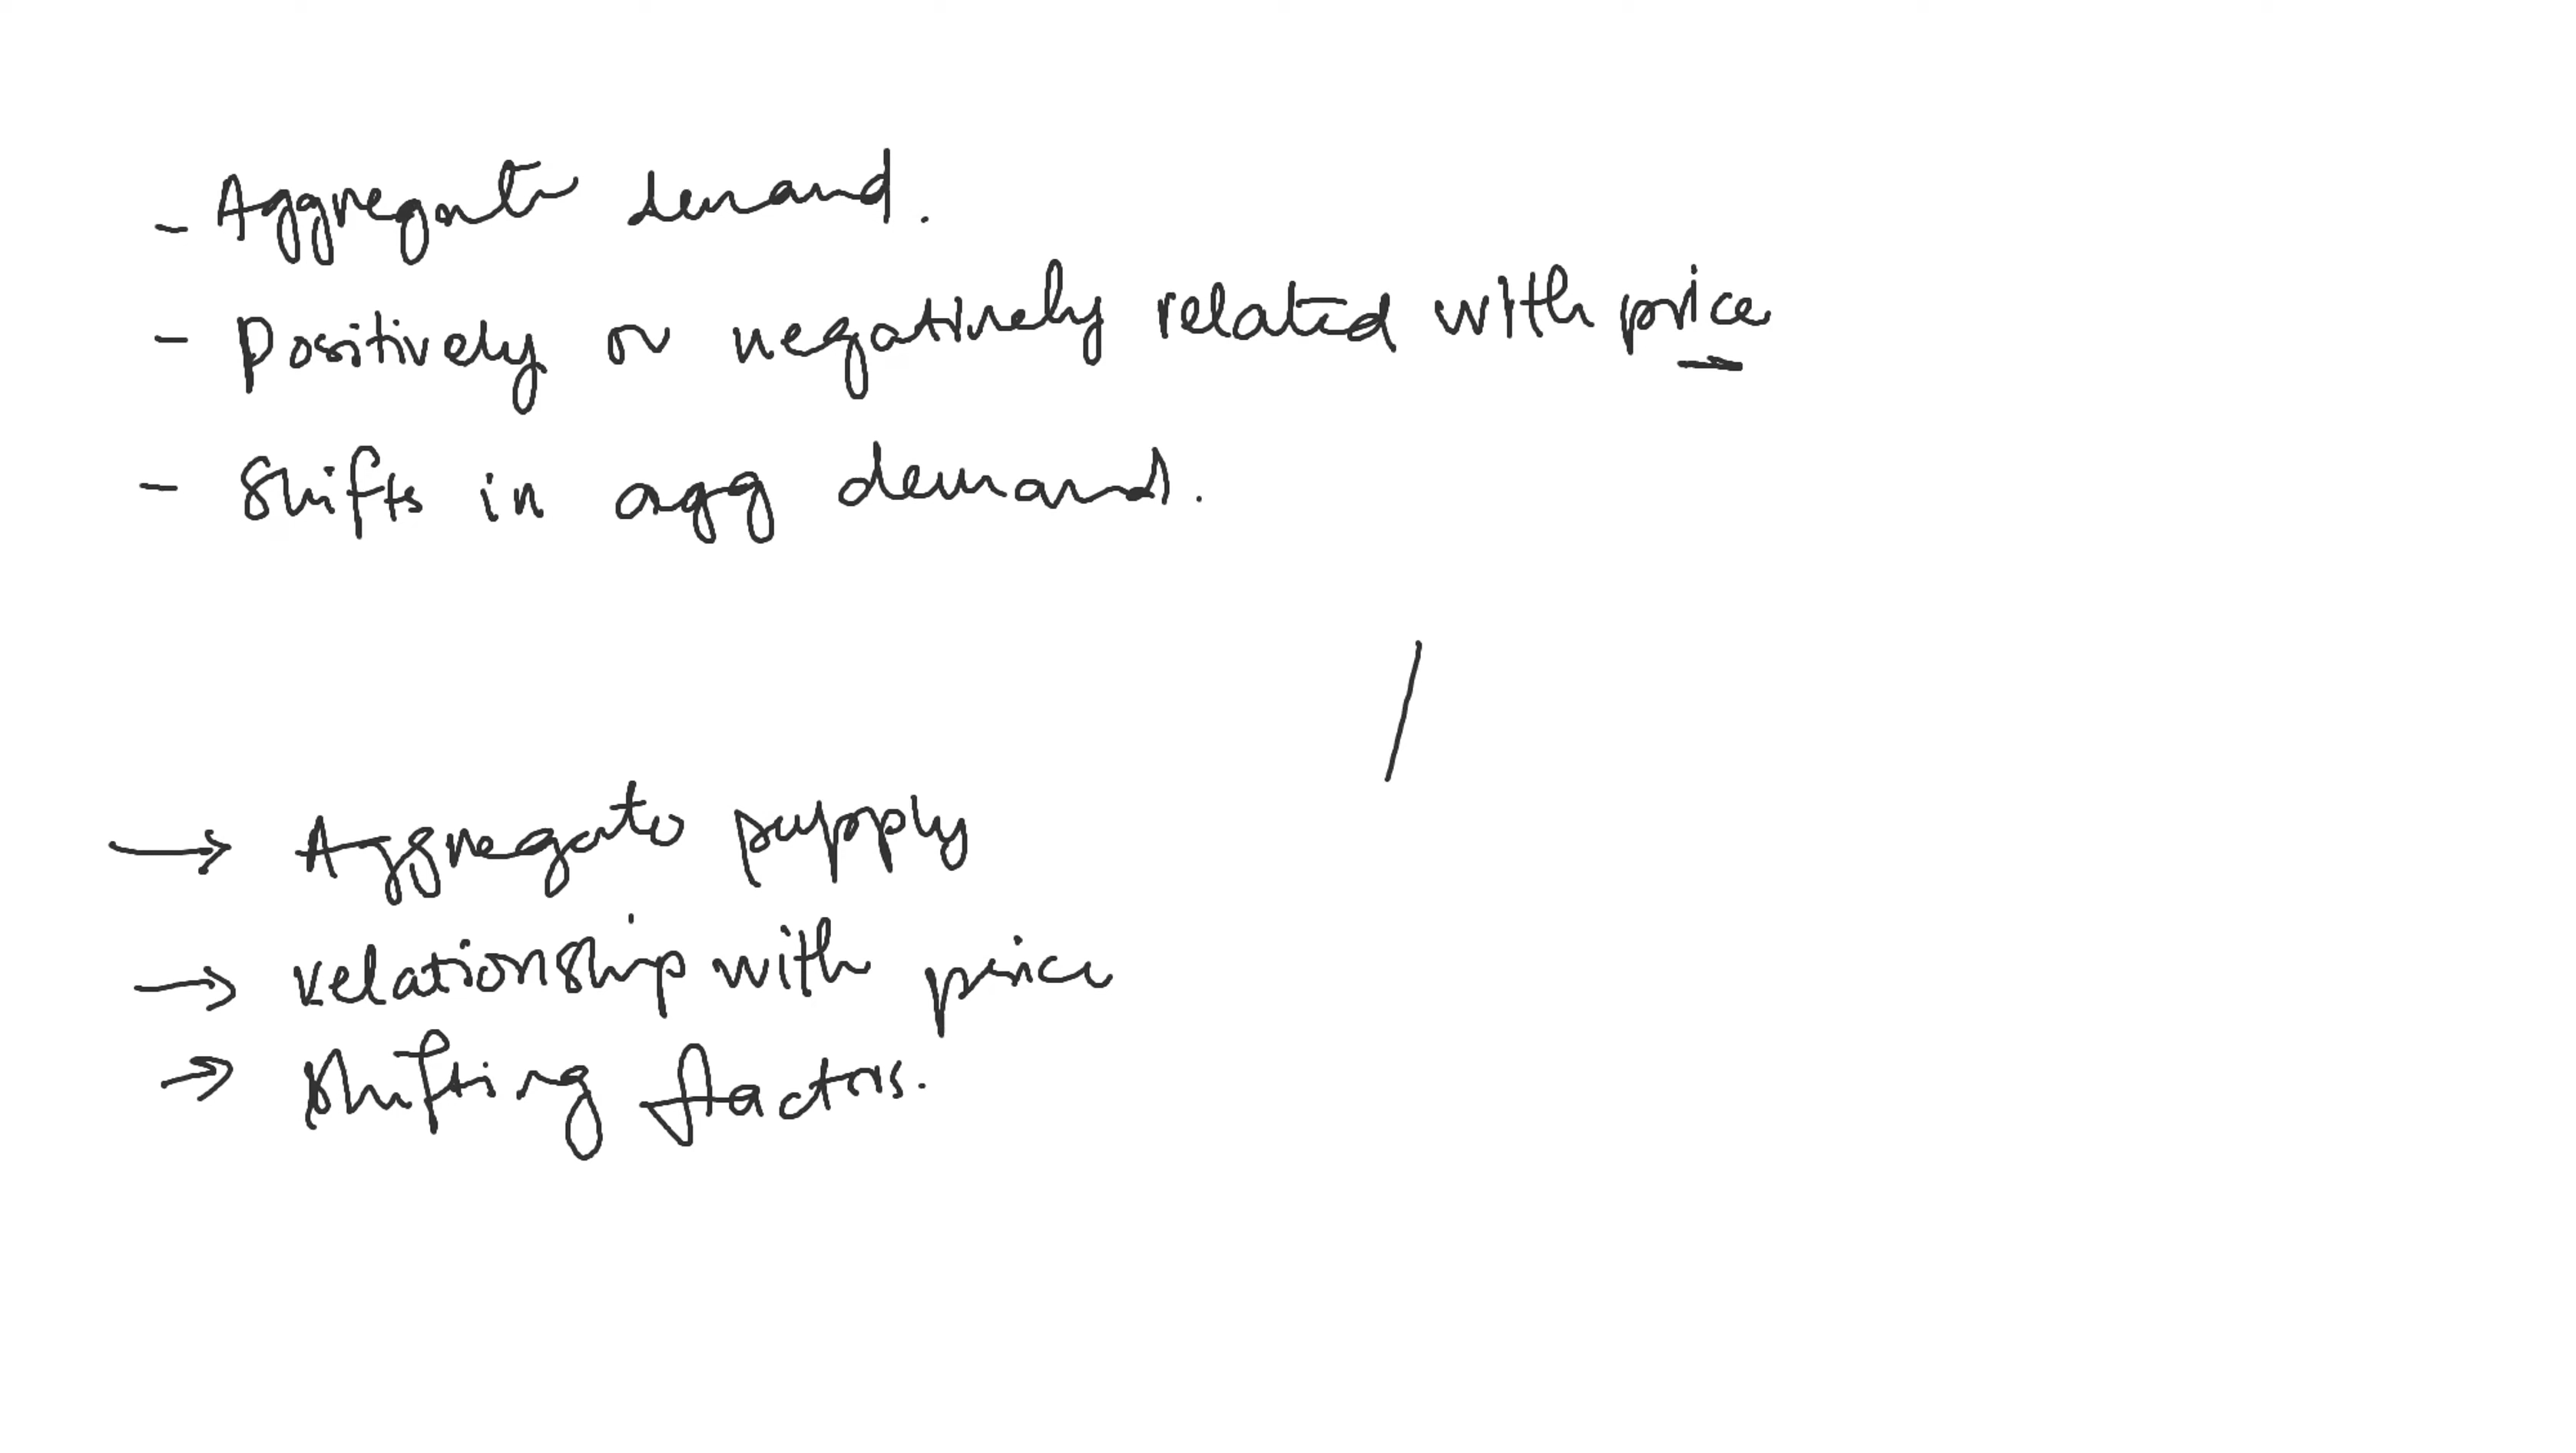 - Aggregate demand.
- Positively or negatively related with price
- Shifts in agg demand.
→ Aggregate supply
→ relationship with price
→ shifting factors.